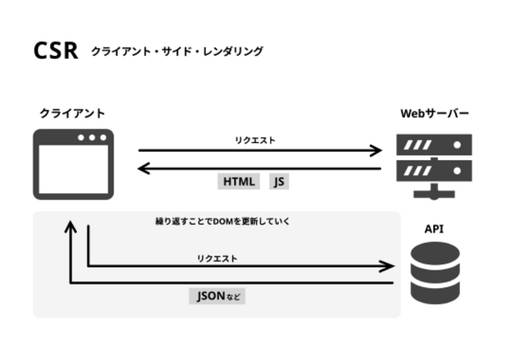 CSR クライアント・サイド・レンダリング
クライアント
Webサーバー
リクエスト
HTML JS
繰り返すことでDOMを更新していく
API
リクエスト
JSONなど